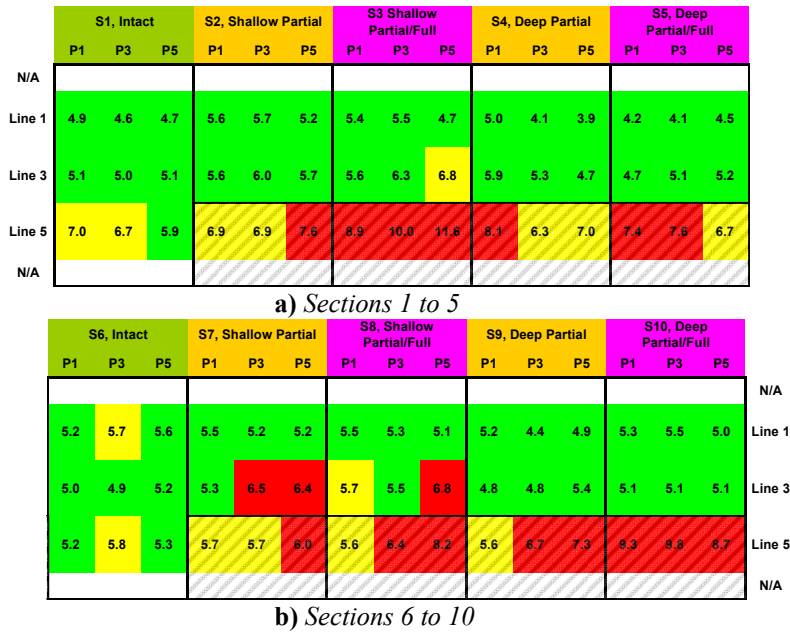 S1, Intact S2, Shallow Partial S3 Shallow Partial/Full S4, Deep Partial S5, Deep Partial/Full
P1 P3 P5 P1 P3 P5 P1 P3 P5 P1 P3 P5 P1 P3 P5
N/A
Line 1 4.9 4.6 4.7 5.6 5.7 5.2 5.4 5.5 4.7 5.0 4.1 3.9 4.2 4.1 4.5
Line 3 5.1 5.0 5.1 5.6 6.0 5.7 5.6 6.3 6.8 5.9 5.3 4.7 4.7 5.1 5.2
Line 5 7.0 6.7 5.9 6.9 6.9 7.6 8.9 10.0 11.6 8.1 6.3 7.0 7.4 7.6 6.7
N/A
a) Sections 1 to 5
S6, Intact S7, Shallow Partial S8, Shallow Partial/Full S9, Deep Partial S10, Deep Partial/Full
P1 P3 P5 P1 P3 P5 P1 P3 P5 P1 P3 P5 P1 P3 P5
N/A
5.2 5.7 5.6 5.5 5.2 5.2 5.5 5.3 5.1 5.2 4.4 4.9 5.3 5.5 5.0 Line 1
5.0 4.9 5.2 5.3 6.5 6.4 5.7 5.5 6.8 4.8 4.8 5.4 5.1 5.1 5.1 Line 3
5.2 5.8 5.3 5.7 5.7 6.0 5.6 6.4 8.2 5.6 6.7 7.3 9.3 9.8 8.7 Line 5
N/A
b) Sections 6 to 10